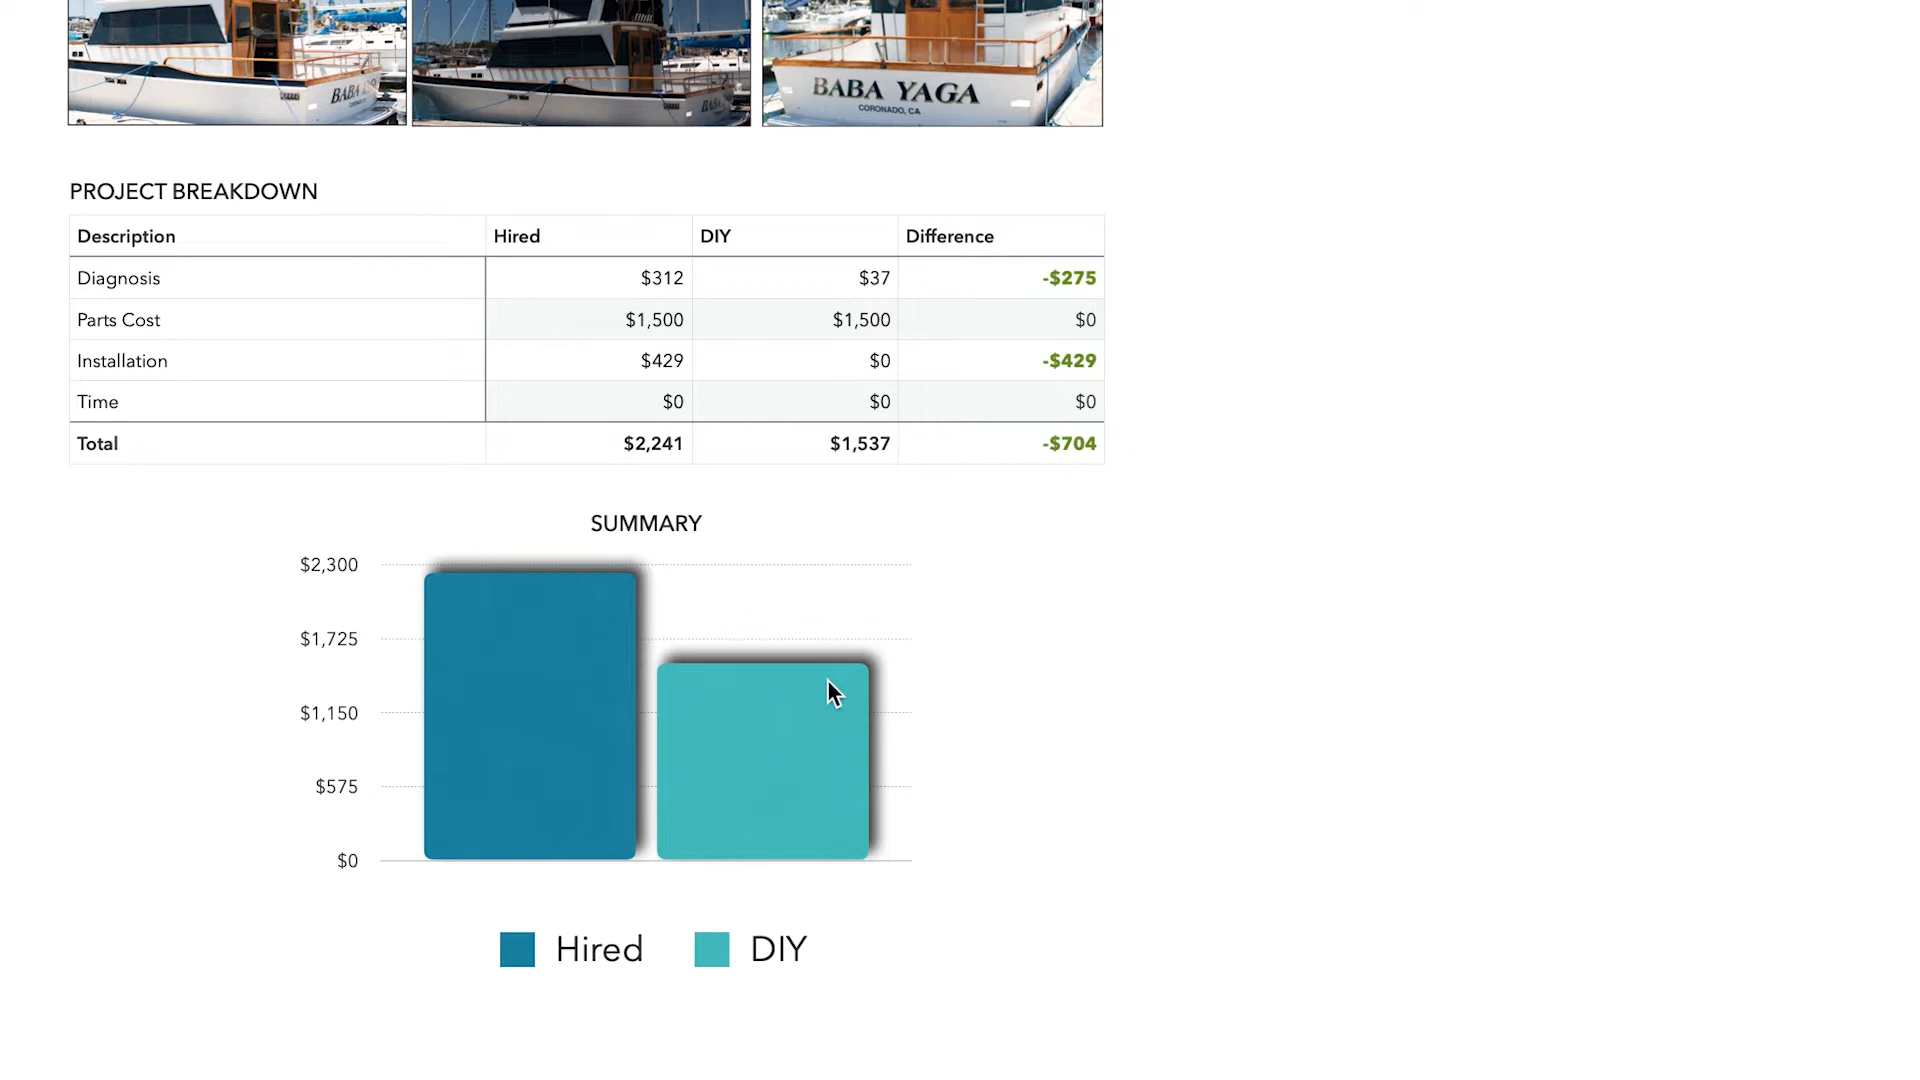 BABA
BABA
BABA YAGA
CORONADO, CA
PROJECT BREAKDOWN
Description Hired DIY Difference
Diagnosis $312 $37 -$275
Parts Cost $1,500 $1,500 $0
Installation $429 $0 -$429
Time $0 $0 $0
Total $2,241 $1,537 -$704
SUMMARY
$2,300
$1,725
$1,150
$575
$0
Hired DIY